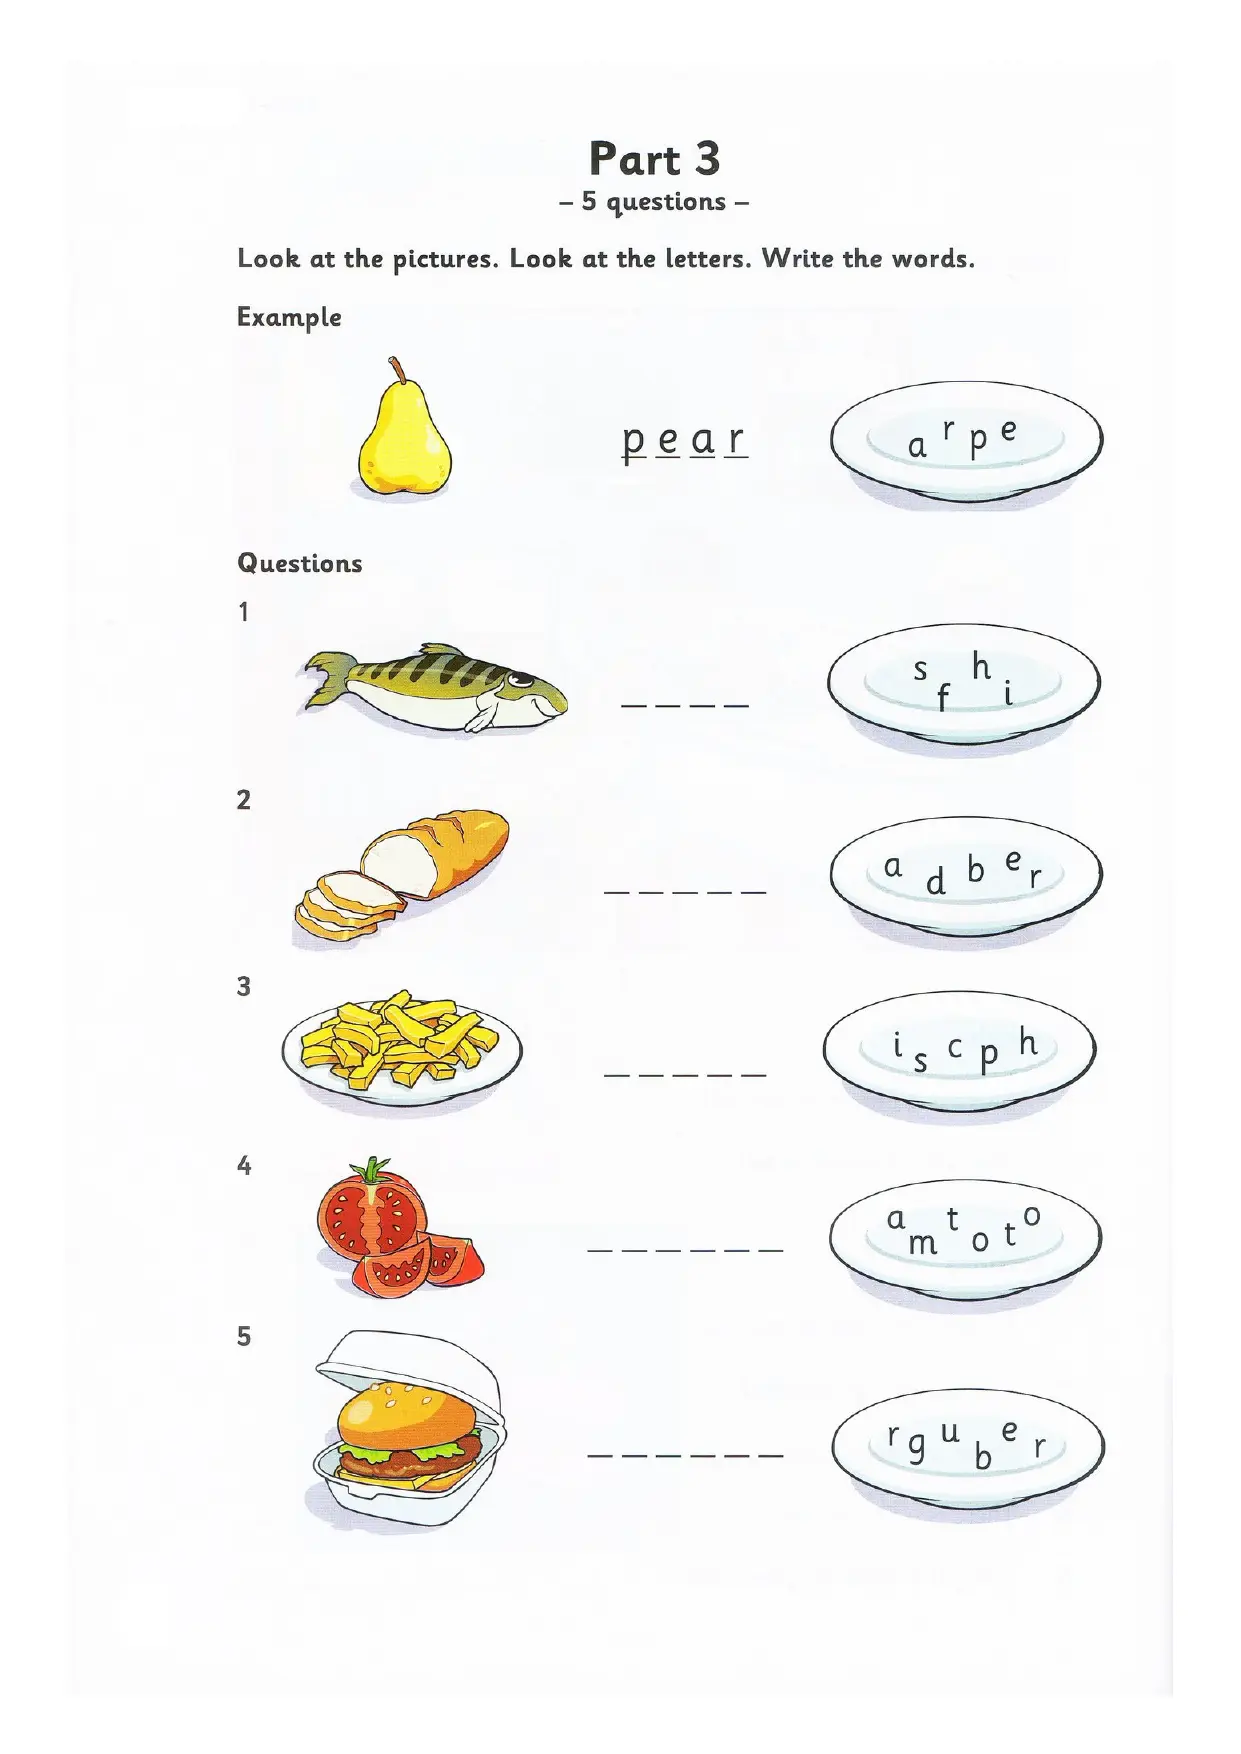 Part 3
– 5 questions –
Look at the pictures. Look at the letters. Write the words.
Example
pear
a r p e
Questions
1
s f h i
2
a d b e r
3
i s c p h
4
a m t o t o
5
r g u b e r